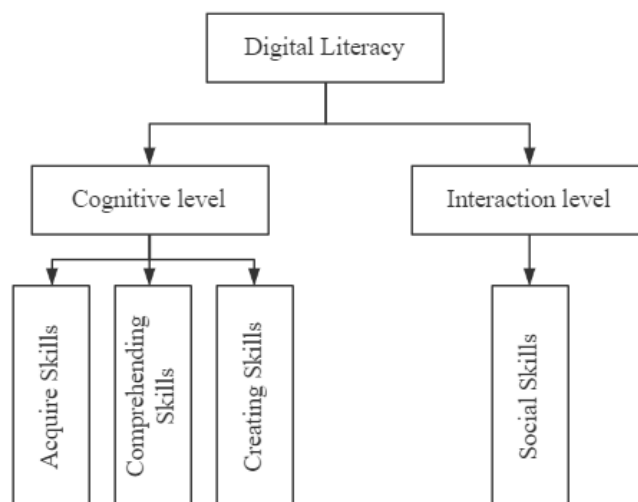 Digital Literacy
Cognitive level
Interaction level
Acquire Skills
Comprehending
Skills
Creating Skills
Social Skills